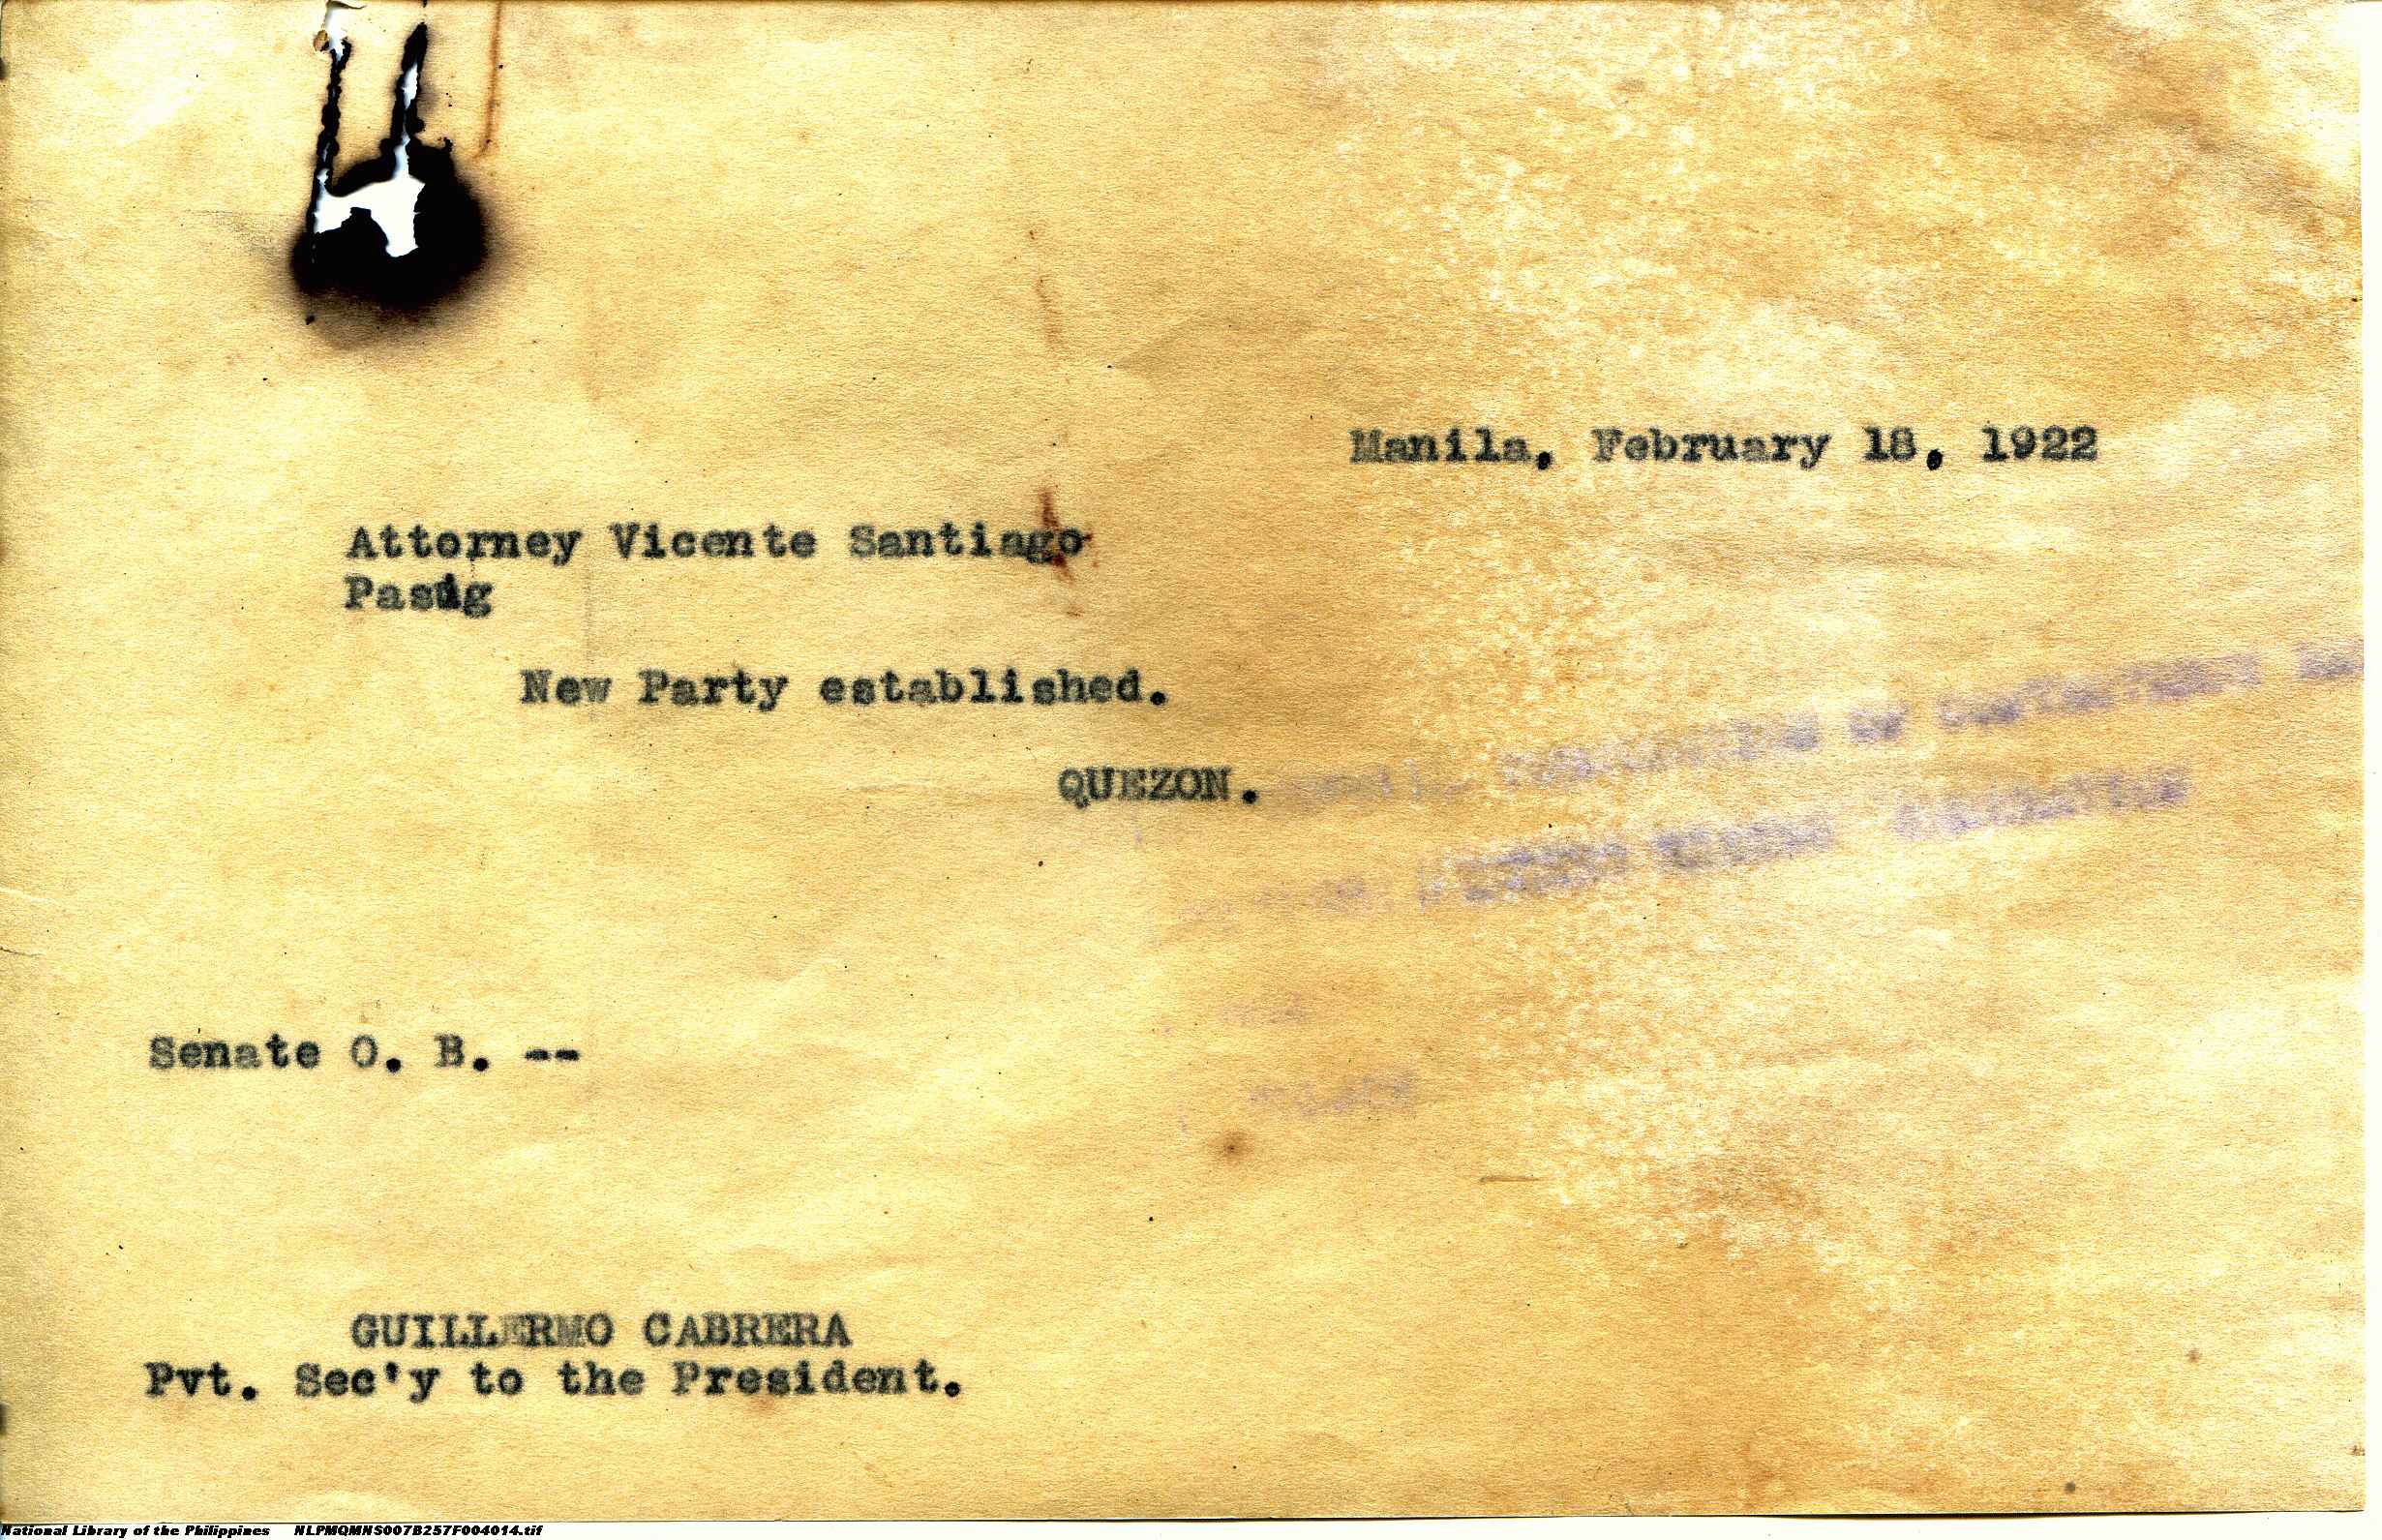 Manila, February 18, 1922
Attorney Vicente Santiago
Pasig
New Party established.
QUEZON.
Senate O. B. --
GUILLERMO CABRERA
Pvt. Sec'y to the President.
National Library of the Philippines NLPMQMNS007B257F004014.tif